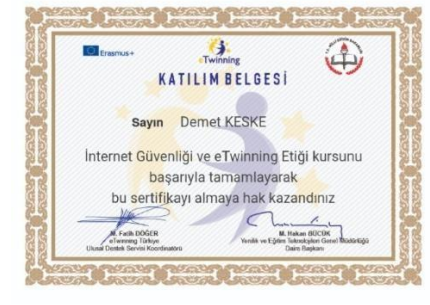 Erasmus+
eTwinning
KATILIM BELGESİ
Sayın Demet KESKE
İnternet Güvenliği ve eTwinning Etiği kursunu
başarıyla tamamlayarak
bu sertifikayı almaya hak kazandınız
M. Fatih DÖĞER
eTwinning Türkiye
Ulusal Destek Servisi Koordinatörü
M. Hakan BÜCÜK
Yenilik ve Eğitim Teknolojileri Genel Müdürlüğü
Daire Başkanı